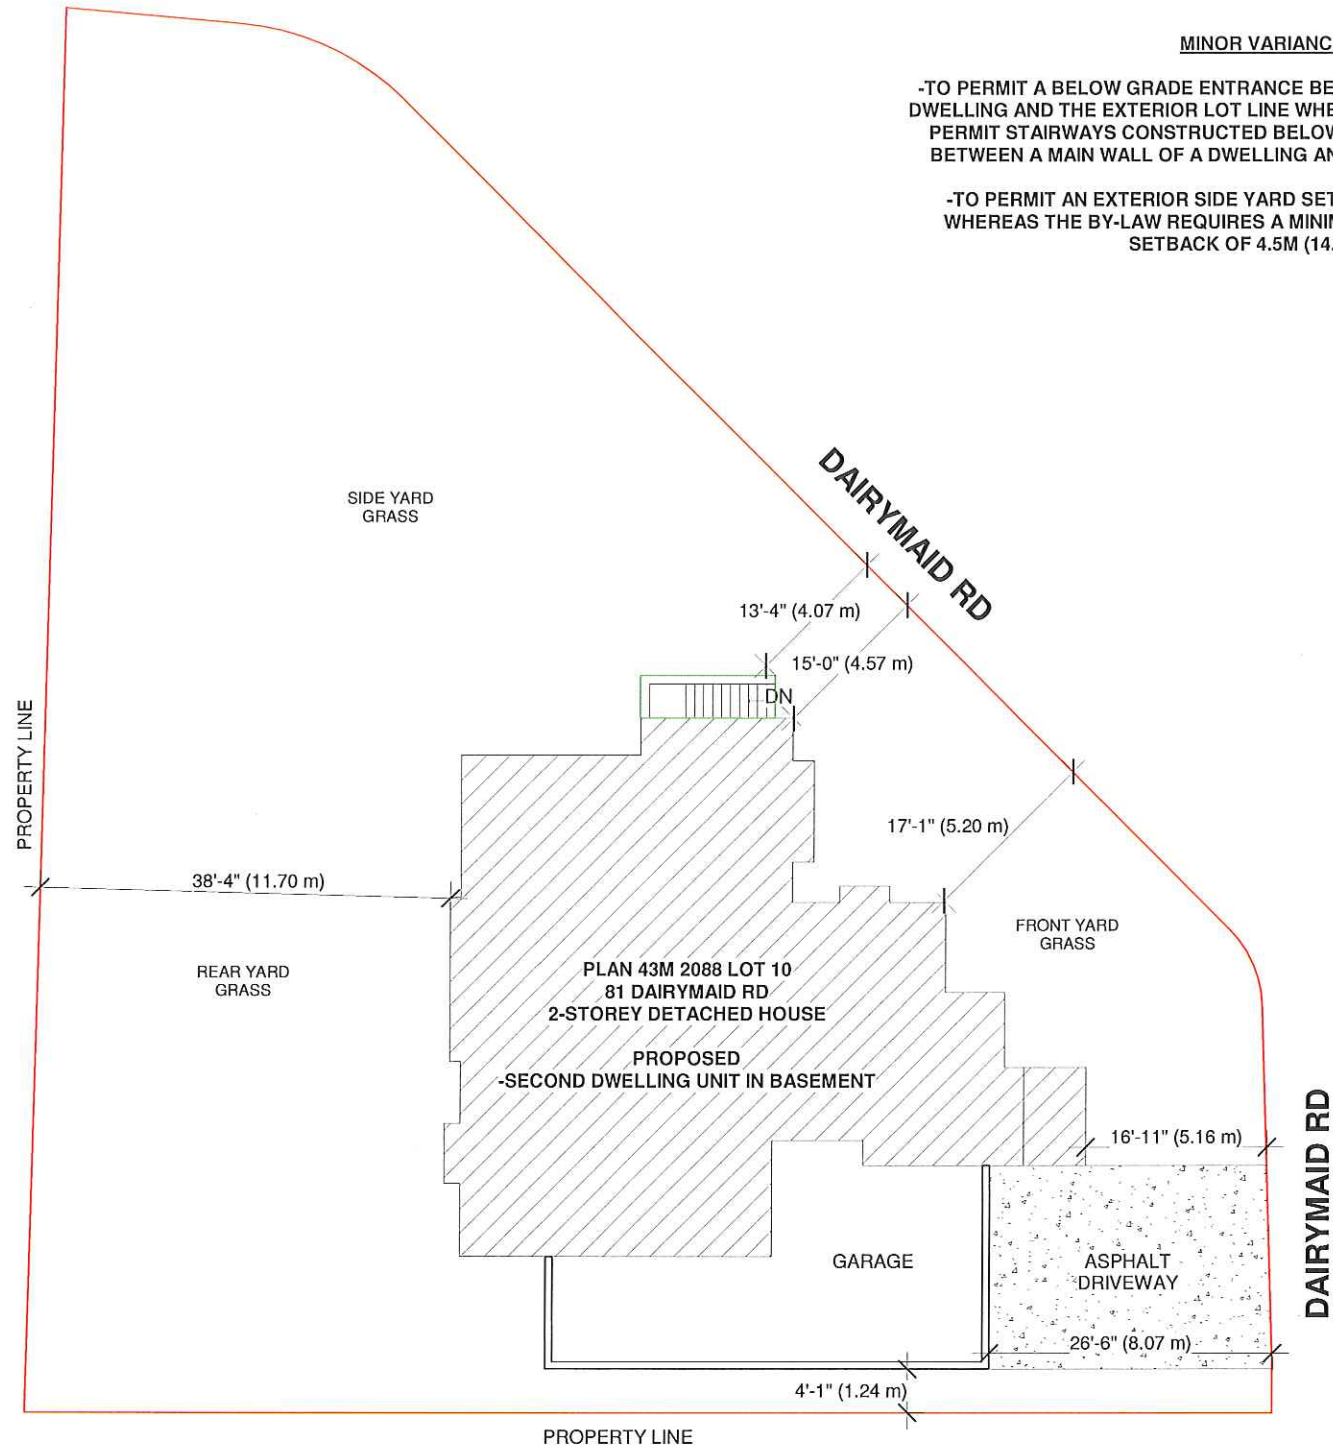 MINOR VARIANC
-TO PERMIT A BELOW GRADE ENTRANCE BE
DWELLING AND THE EXTERIOR LOT LINE WHE
PERMIT STAIRWAYS CONSTRUCTED BELOW
BETWEEN A MAIN WALL OF A DWELLING AN
-TO PERMIT AN EXTERIOR SIDE YARD SET
WHEREAS THE BY-LAW REQUIRES A MINI
SETBACK OF 4.5M (14.
DAIRYMAID RD
SIDE YARD
GRASS
13'-4" (4.07 m)
15'-0" (4.57 m)
DN
PROPERTY LINE
17'-1" (5.20 m)
38'-4" (11.70 m)
FRONT YARD
GRASS
REAR YARD
GRASS
PLAN 43M 2088 LOT 10
81 DAIRYMAID RD
2-STOREY DETACHED HOUSE
PROPOSED
-SECOND DWELLING UNIT IN BASEMENT
16'-11" (5.16 m)
DAIRYMAID RD
GARAGE
ASPHALT
DRIVEWAY
26'-6" (8.07 m)
4'-1" (1.24 m)
PROPERTY LINE